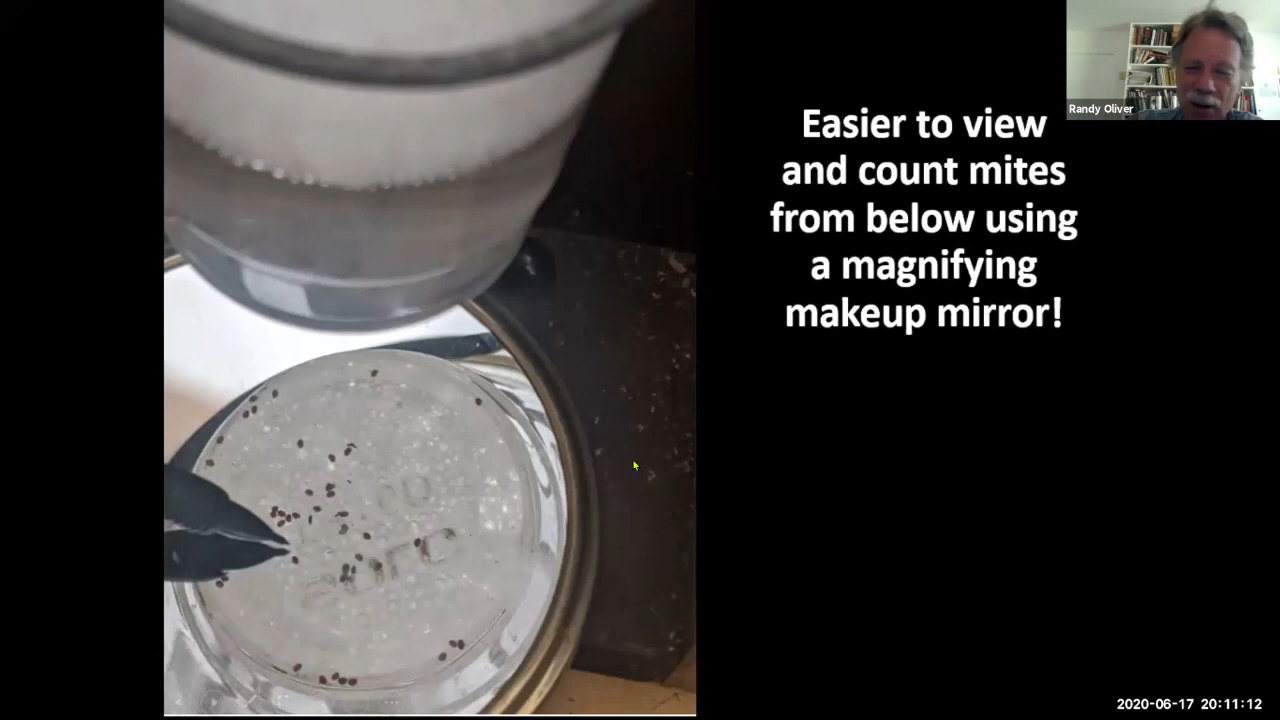 Easier to view
and count mites
from below using
a magnifying
makeup mirror!
Randy Oliver
2020-06-17 20:11:12